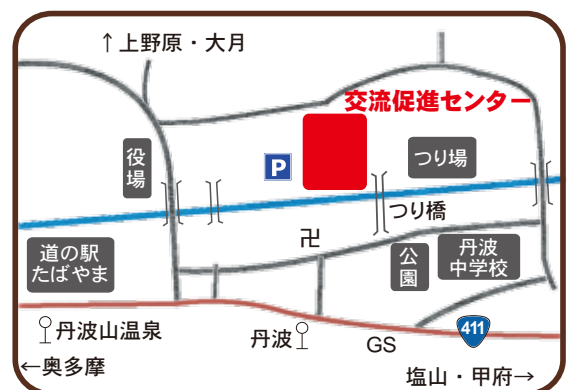 ↑上野原・大月
交流促進センター
役場
P
つり場
つり橋
卍
道の駅
たばやま
公園
丹波
中学校
丹波山温泉
丹波
GS
411
←奥多摩
塩山・甲府→